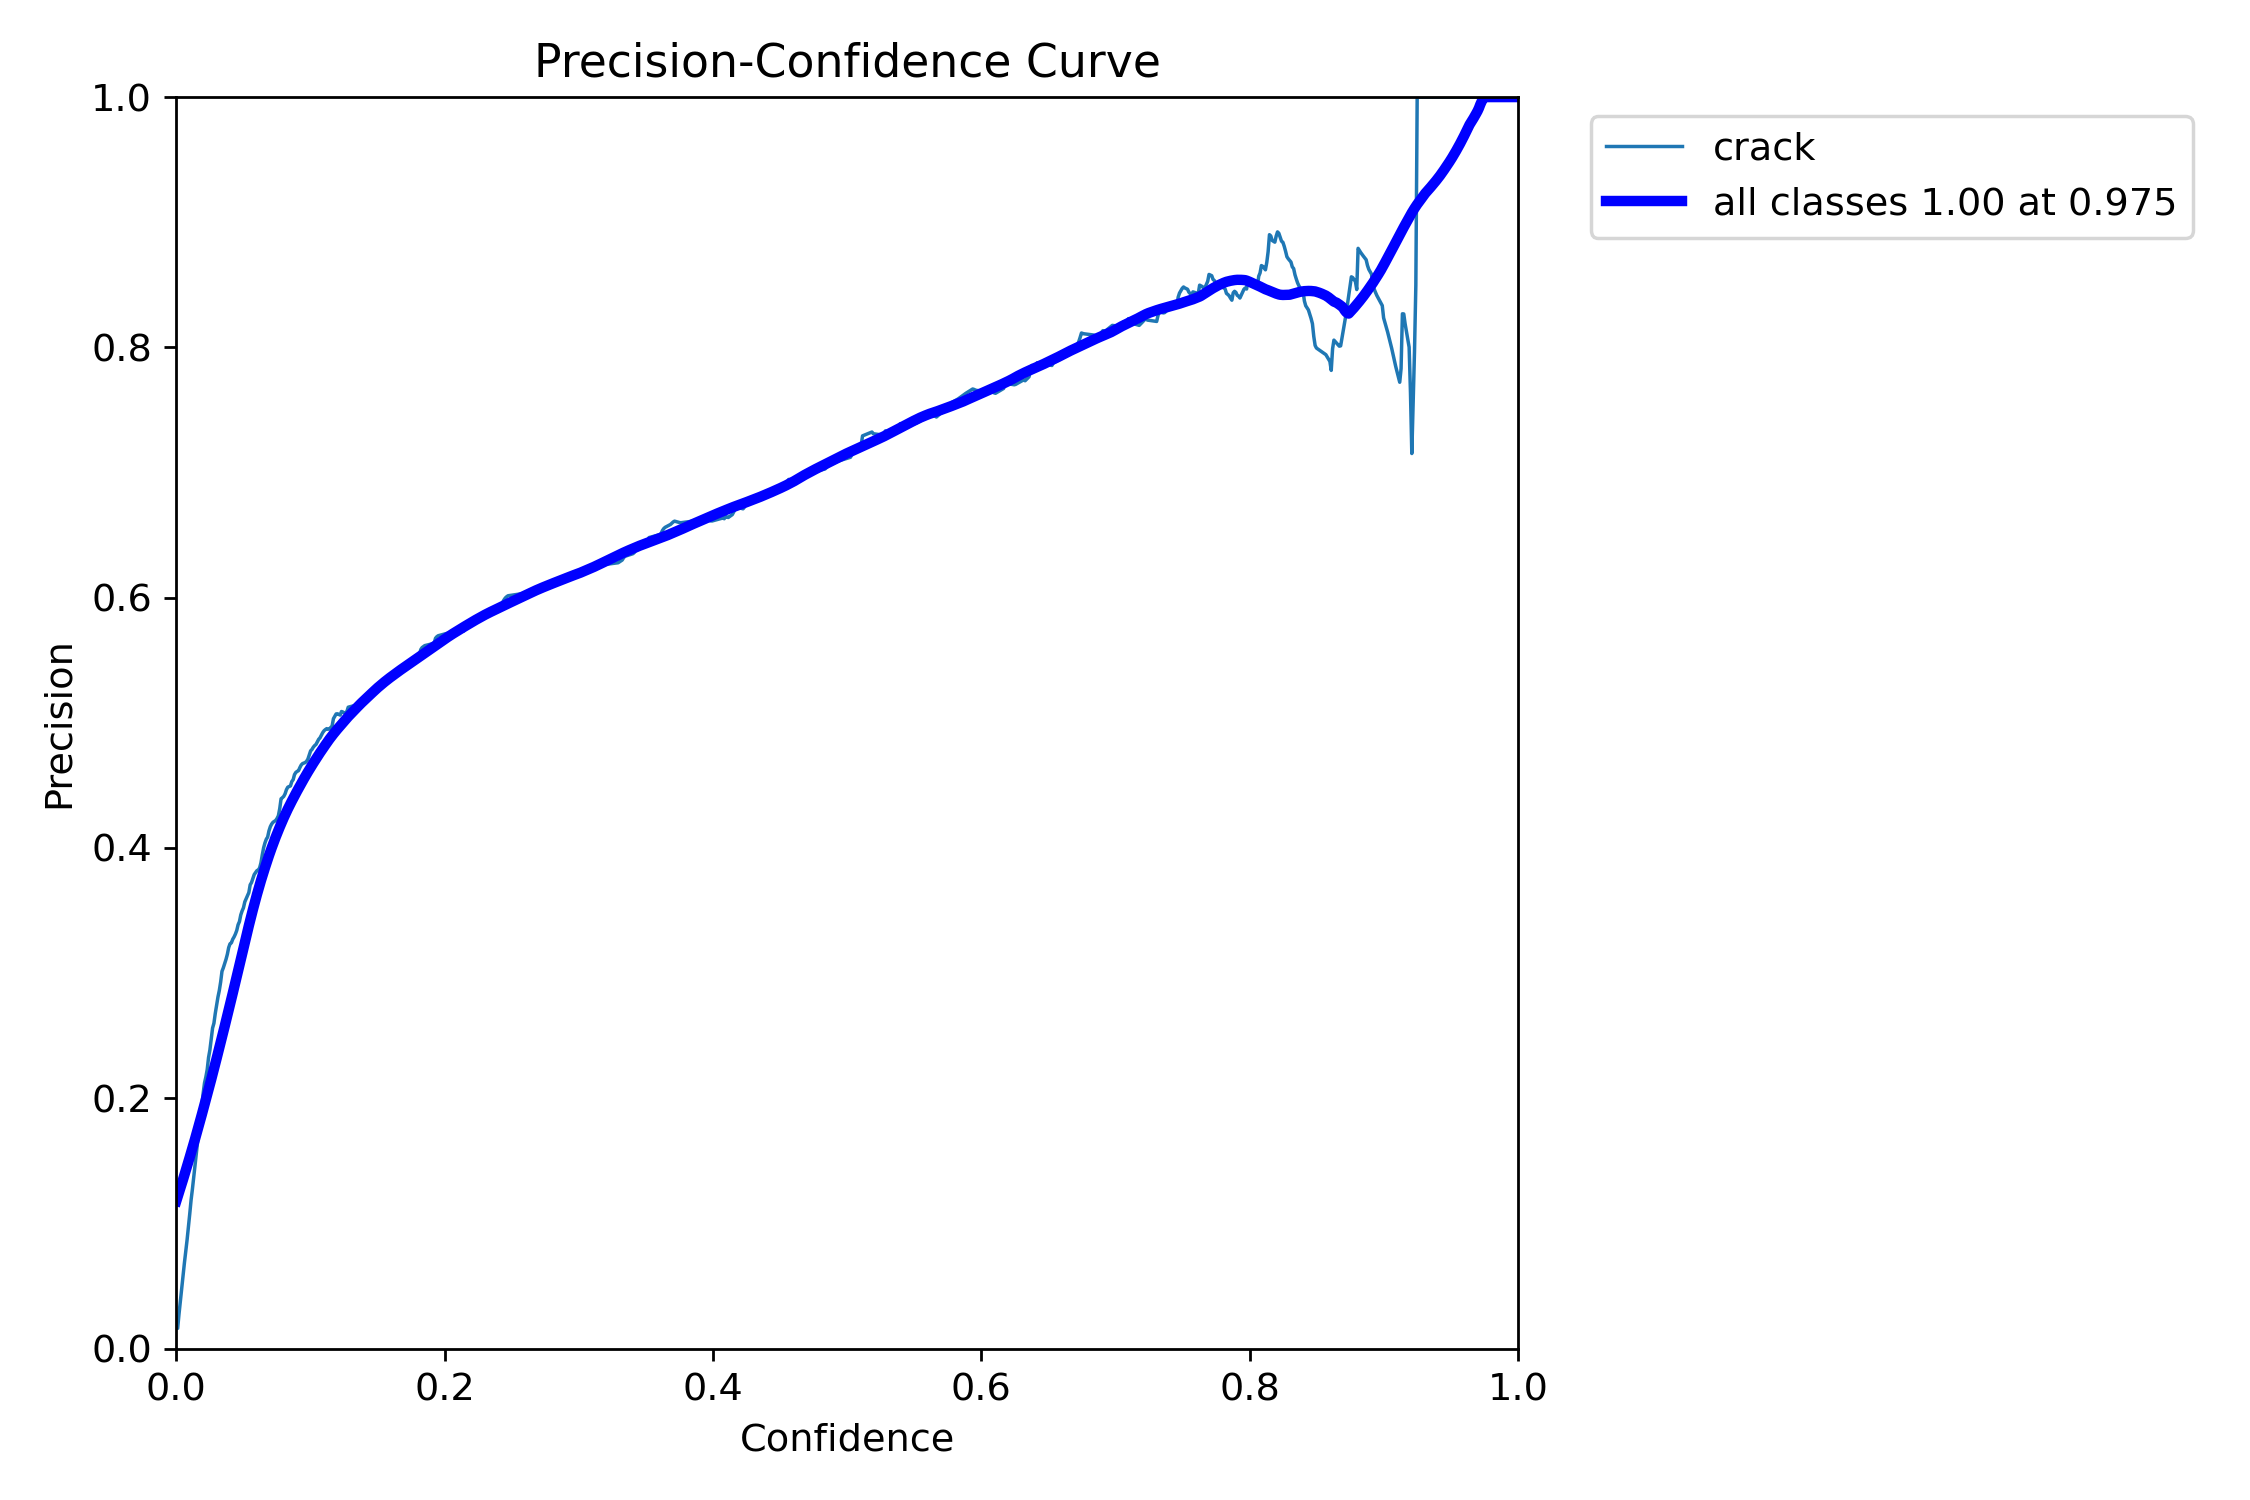 Precision-Confidence Curve
1.0
0.8
0.6
0.4
0.2
0.0
Precision
0.0 0.2 0.4 0.6 0.8 1.0
Confidence
crack
all classes 1.00 at 0.975